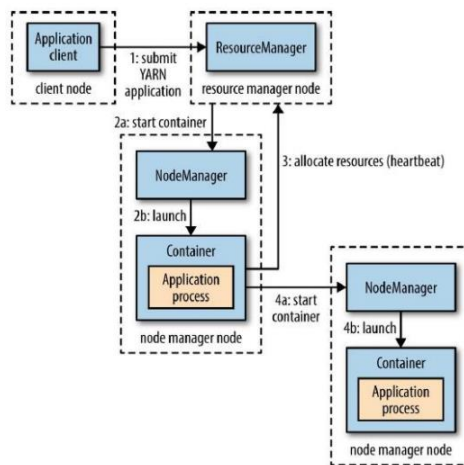 Application
client
client node
1: submit
YARN
application
ResourceManager
resource manager node
2a: start container
3: allocate resources (heartbeat)
NodeManager
2b: launch
Container
Application
process
node manager node
4a: start
container
NodeManager
4b: launch
Container
Application
process
node manager node